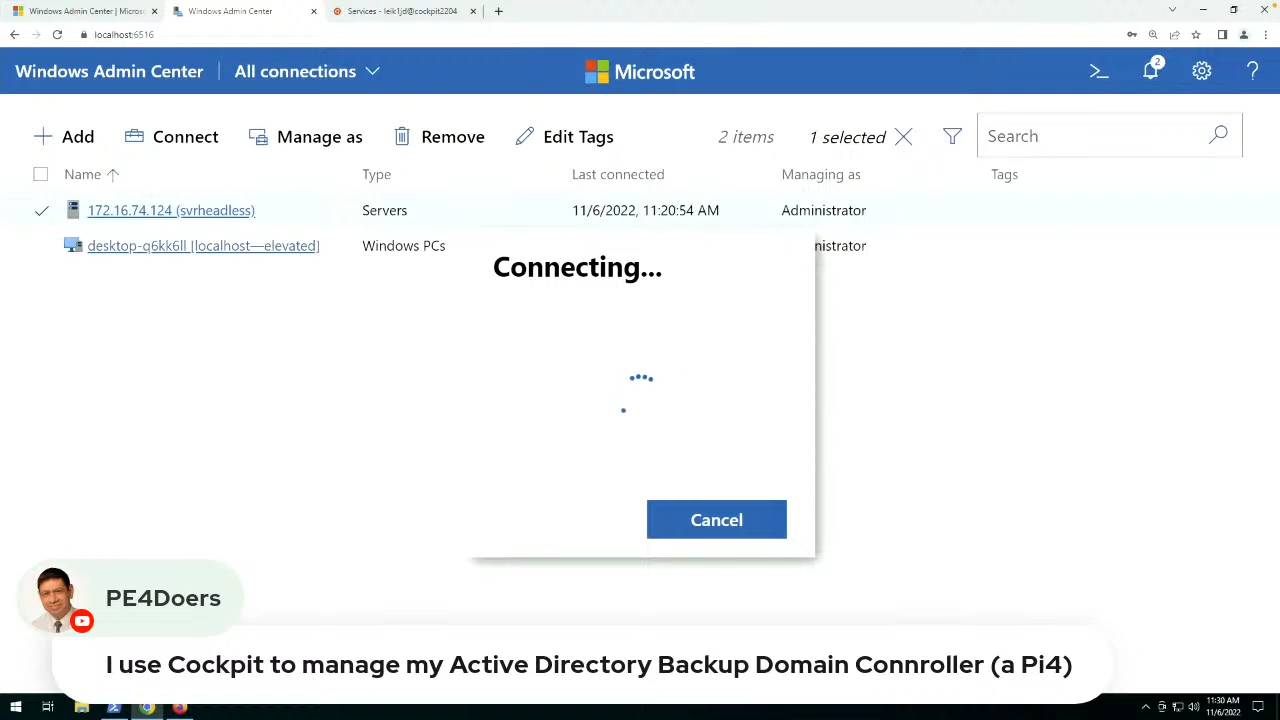 Windows Admin Center | Microso
Windows Admin Center
Services - leik1jd@cockpit2204
localhost:6516
Windows Admin Center
All connections
Microsoft
2
Add
Connect
Manage as
Remove
Edit Tags
2 items
1 selected
Search
Name
Type
Last connected
Managing as
Tags
172.16.74.124 (svrheadless)
Servers
11/6/2022, 11:20:54 AM
Administrator
desktop-q6kk6ll [localhost—elevated]
Windows PCs
nistrator
Connecting...
Cancel
PE4Doers
I use Cockpit to manage my Active Directory Backup Domain Connroller (a Pi4)
11:30 AM
11/6/2022